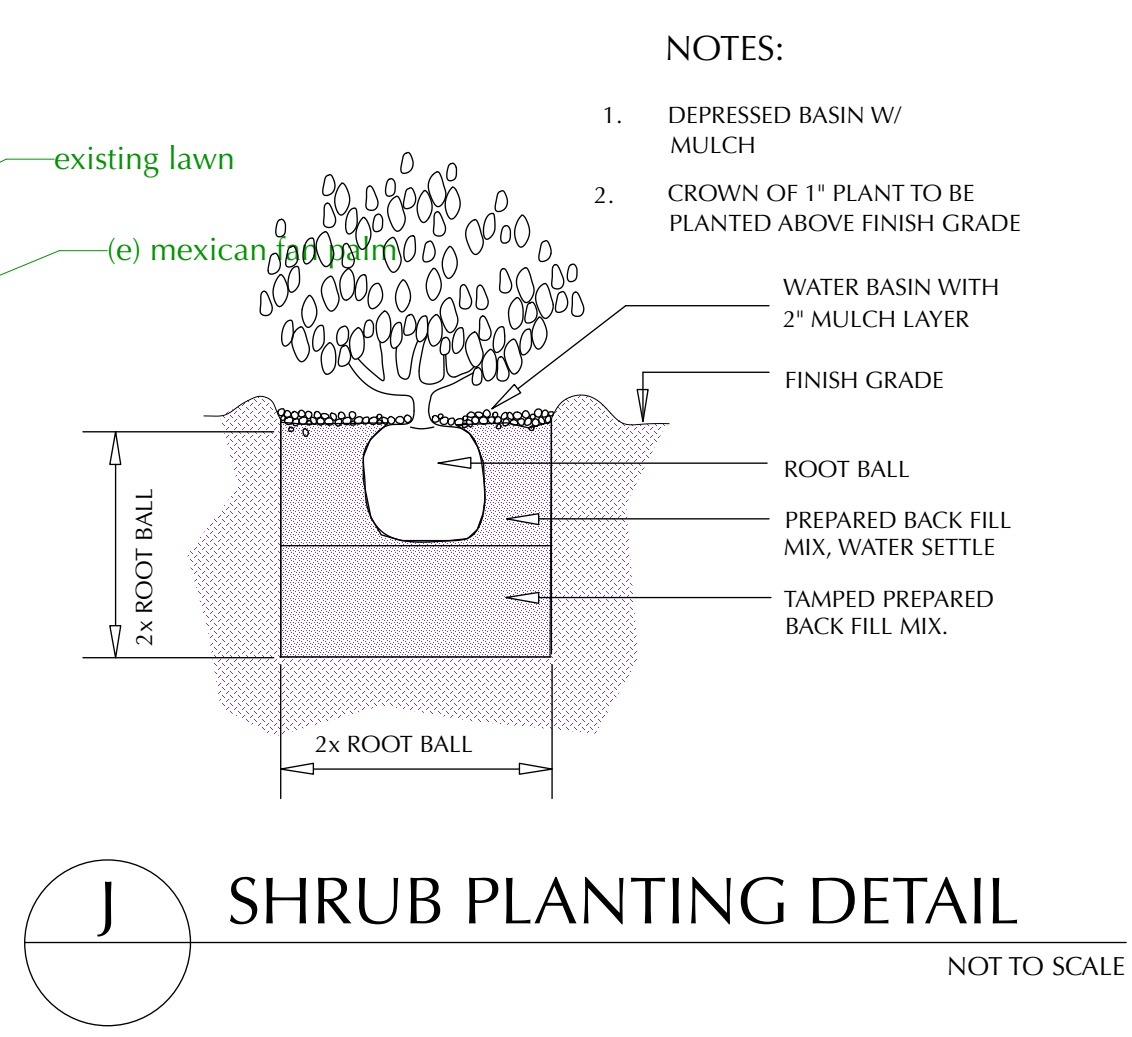 NOTES:
1. DEPRESSED BASIN W/
MULCH
2. CROWN OF 1" PLANT TO BE
PLANTED ABOVE FINISH GRADE
existing lawn
(e) mexican fan palm
WATER BASIN WITH
2" MULCH LAYER
FINISH GRADE
ROOT BALL
PREPARED BACK FILL
MIX, WATER SETTLE
TAMPED PREPARED
BACK FILL MIX.
2x ROOT BALL
2x ROOT BALL
J
SHRUB PLANTING DETAIL
NOT TO SCALE